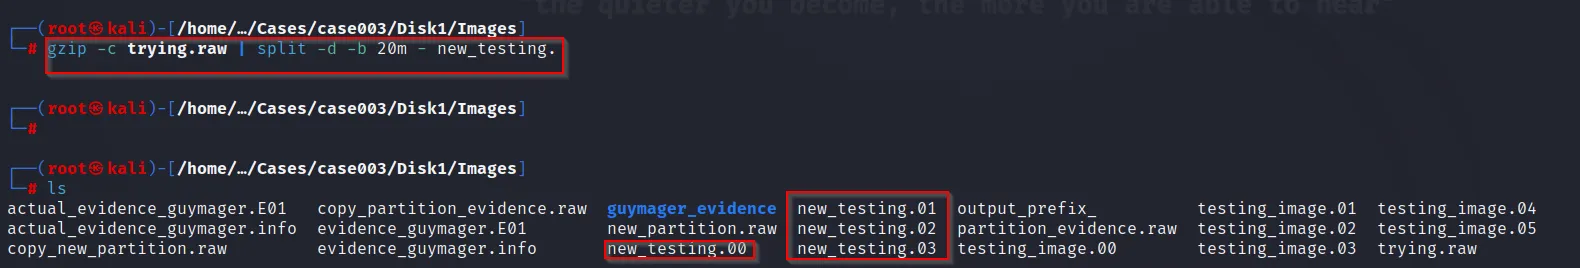 the quieter you become, the more you are able to hear"
┌──(root㉿kali)-[/home/…/Cases/case003/Disk1/Images]
└─# gzip -c trying.raw | split -d -b 20m - new_testing.
┌──(root㉿kali)-[/home/…/Cases/case003/Disk1/Images]
└─#
┌──(root㉿kali)-[/home/…/Cases/case003/Disk1/Images]
└─# ls
actual_evidence_guymager.E01 copy_partition_evidence.raw guymager_evidence new_testing.01 output_prefix_ testing_image.01 testing_image.04
actual_evidence_guymager.info evidence_guymager.E01 new_partition.raw new_testing.02 partition_evidence.raw testing_image.02 testing_image.05
copy_new_partition.raw evidence_guymager.info new_testing.00 new_testing.03 testing_image.00 testing_image.03 trying.raw